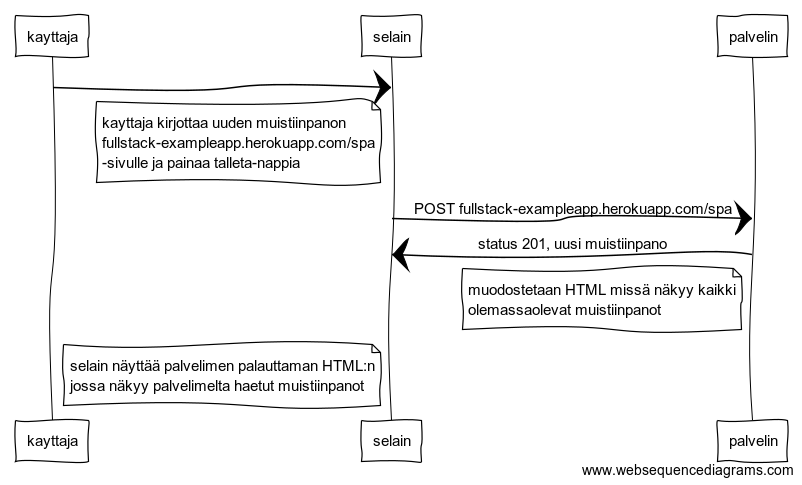 kayttaja
selain
palvelin
kayttaja kirjottaa uuden muistiinpanon
fullstack-exampleapp.herokuapp.com/spa
-sivulle ja painaa talleta-nappia
POST fullstack-exampleapp.herokuapp.com/spa
status 201, uusi muistiinpano
muodostetaan HTML missä näkyy kaikki
olemassaolevat muistiinpanot
selain näyttää palvelimen palauttaman HTML:n
jossa näkyy palvelimelta haetut muistiinpanot
kayttaja
selain
palvelin
www.websequencediagrams.com